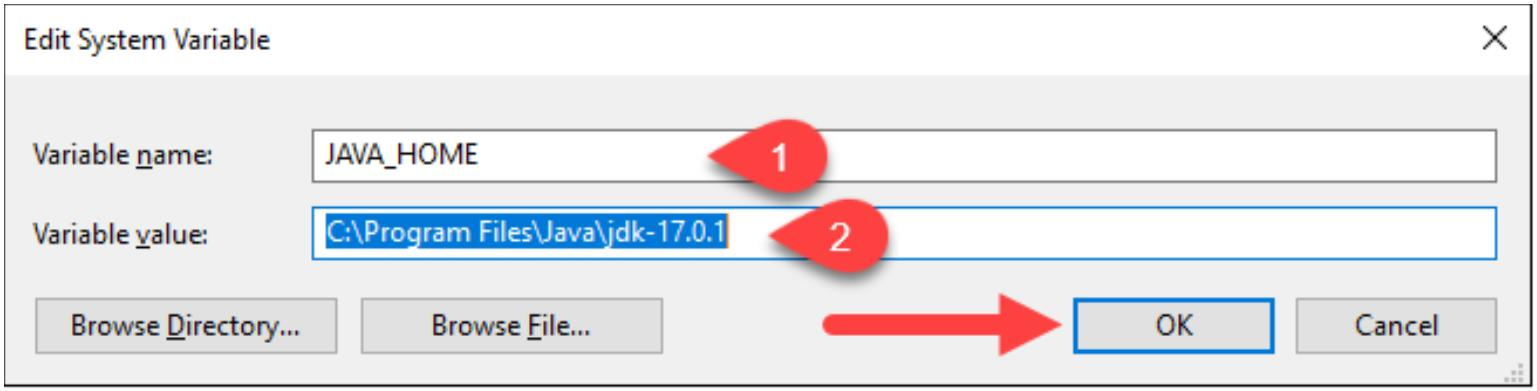 Edit System Variable
Variable name: JAVA_HOME 1
Variable value: C:\Program Files\Java\jdk-17.0.1 2
Browse Directory... Browse File... OK Cancel